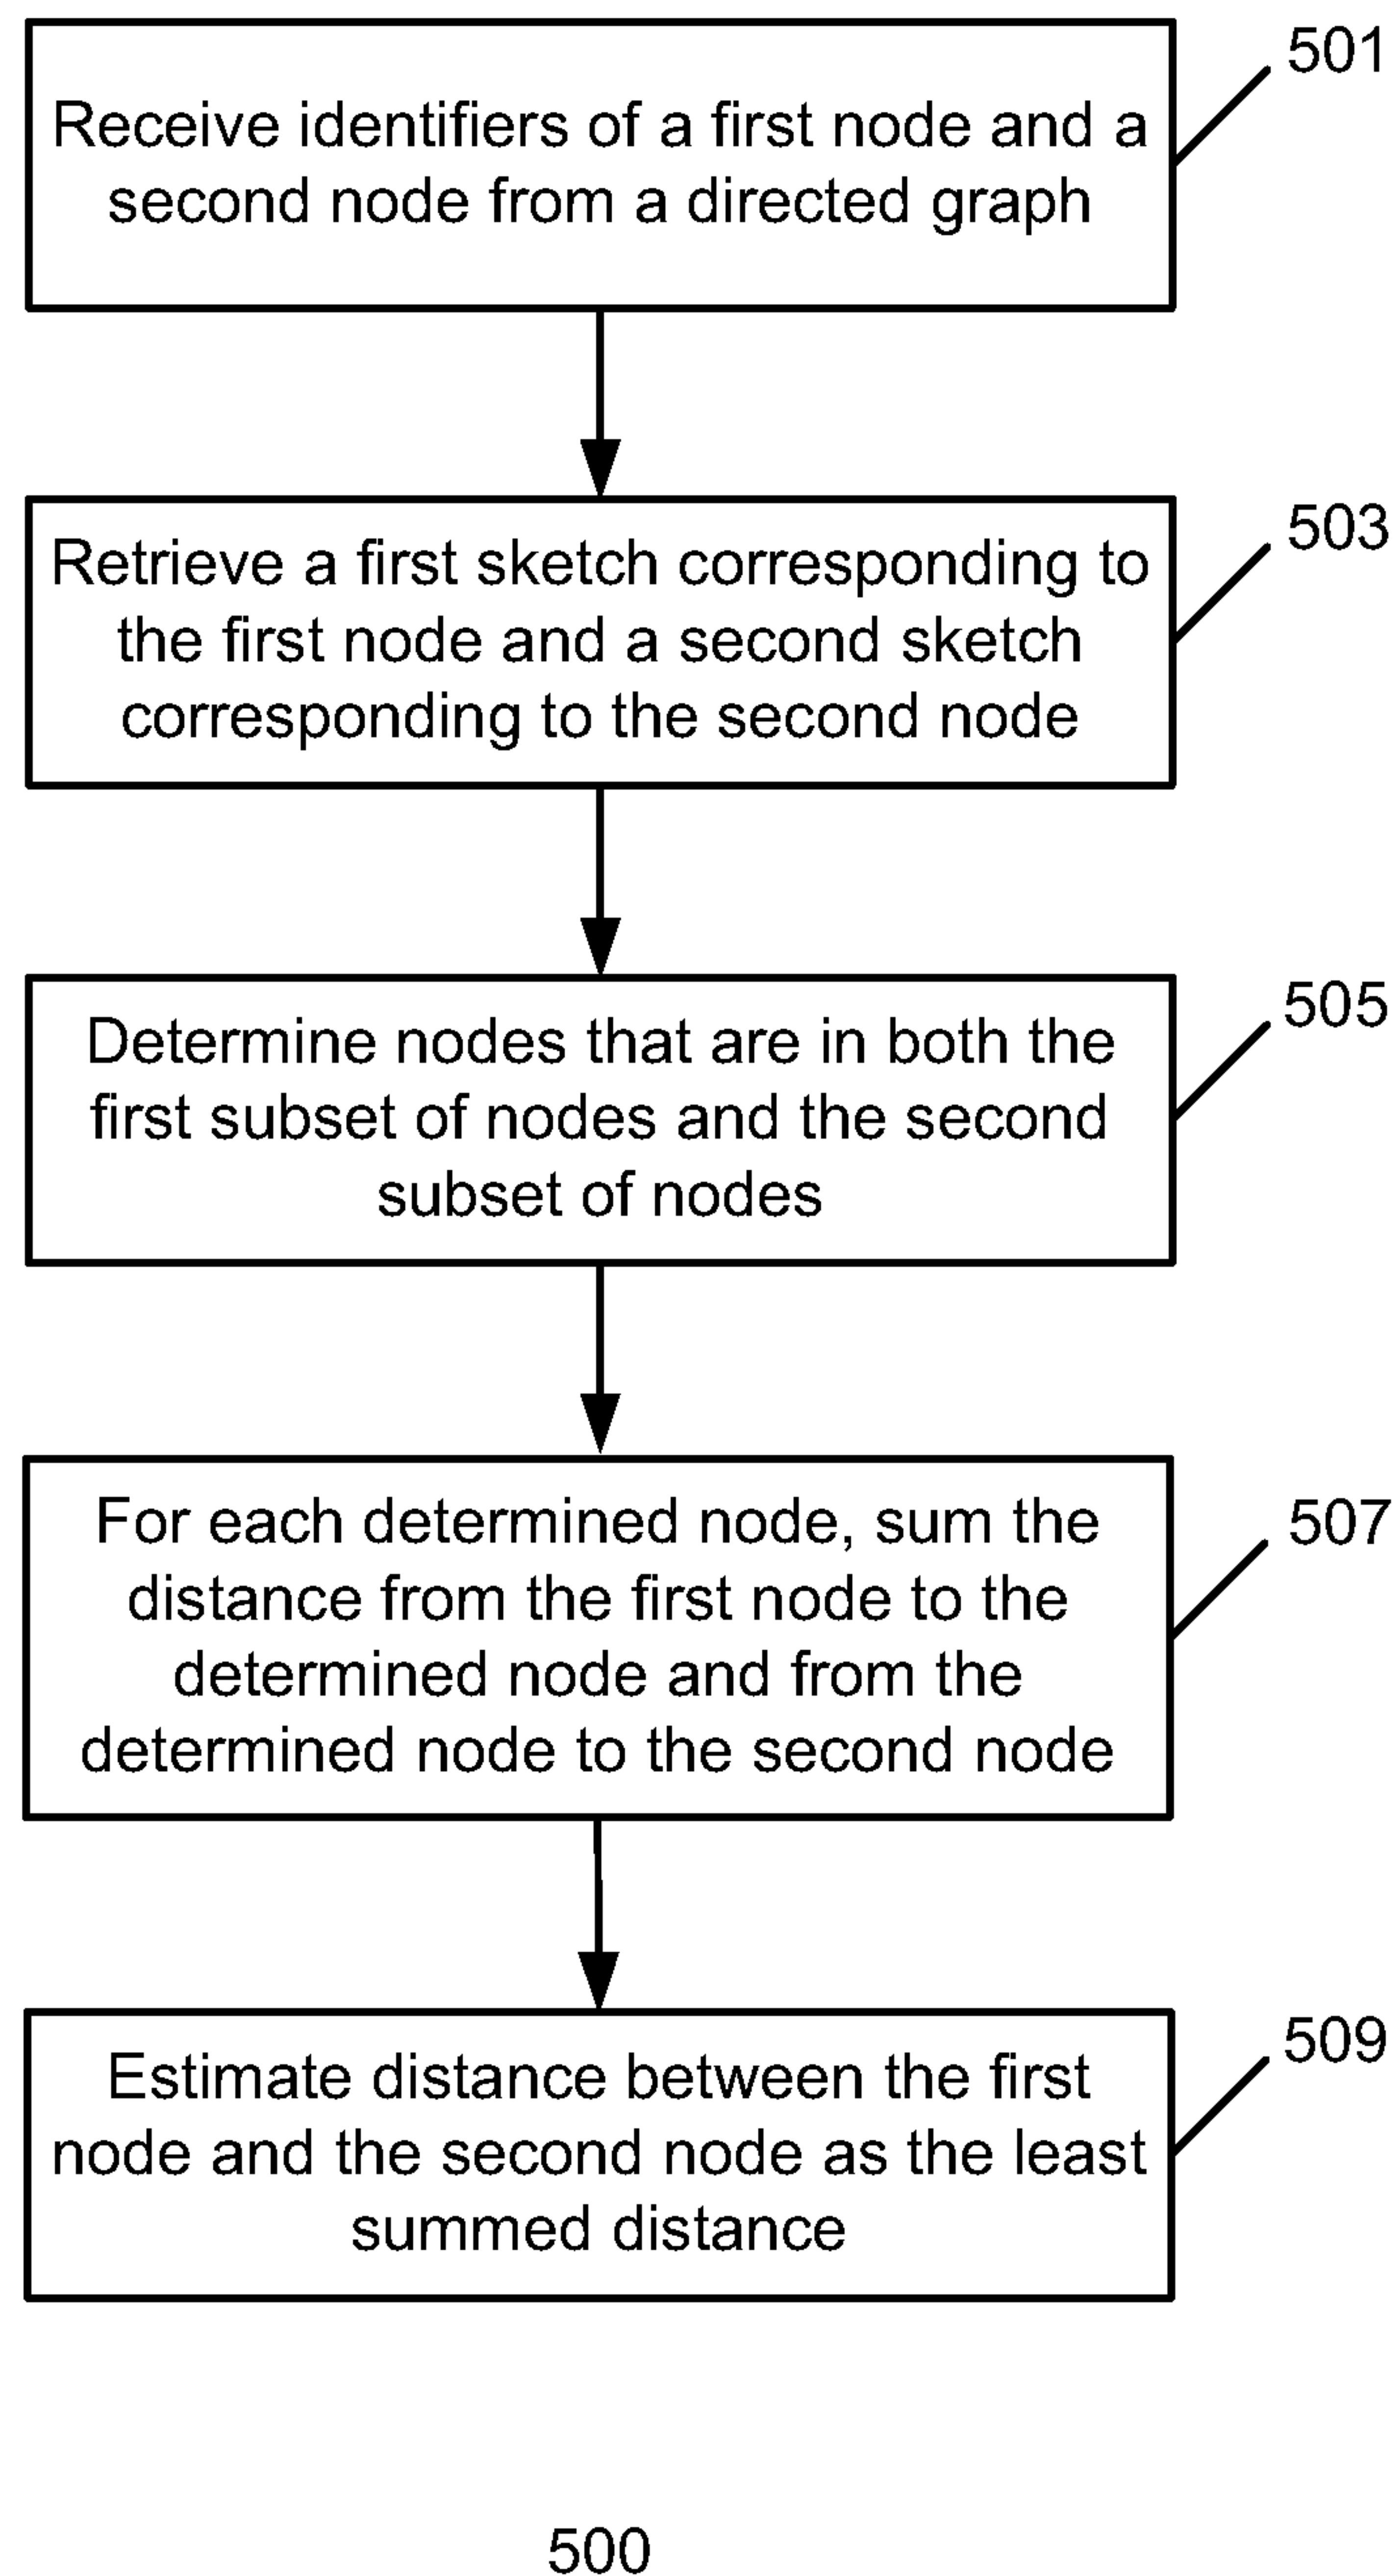 501
Receive identifiers of a first node and a
second node from a directed graph
503
Retrieve a first sketch corresponding to
the first node and a second sketch
corresponding to the second node
505
Determine nodes that are in both the
first subset of nodes and the second
subset of nodes
507
For each determined node, sum the
distance from the first node to the
determined node and from the
determined node to the second node
509
Estimate distance between the first
node and the second node as the least
summed distance
500